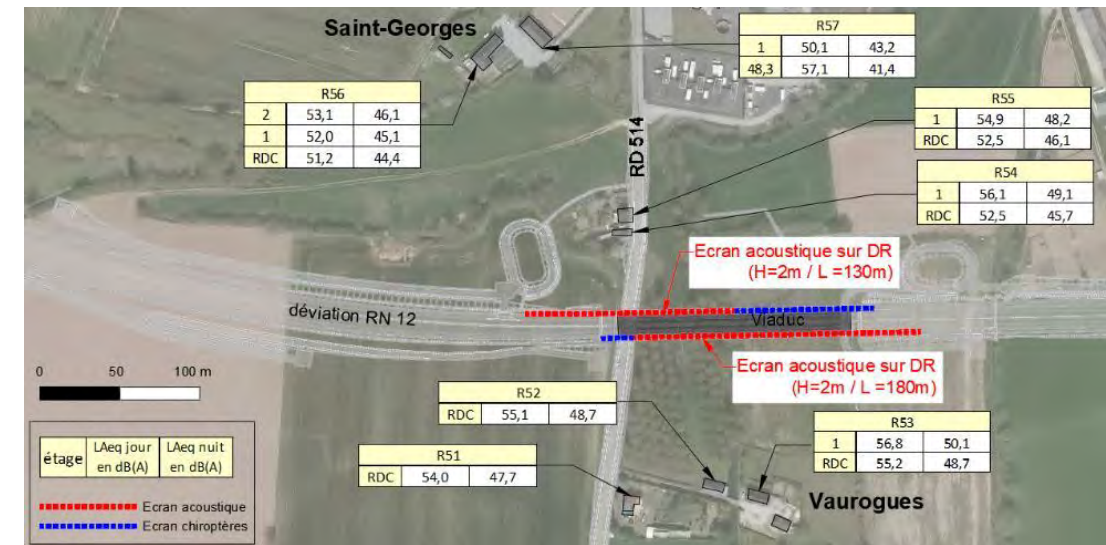 Saint-Georges
R57
1 50,1 43,2
48,3 57,1 41,4
R56
2 53,1 46,1
1 52,0 45,1
RDC 51,2 44,4
RD 514
R55
1 54,9 48,2
RDC 52,5 46,1
R54
1 56,1 49,1
RDC 52,5 45,7
Ecran acoustique sur DR
(H=2m / L =130m)
déviation RN 12
Viaduc
Ecran acoustique sur DR
(H=2m / L =180m)
0 50 100 m
R52
RDC 55,1 48,7
R53
1 56,8 50,1
RDC 55,2 48,7
R51
RDC 54,0 47,7
Vaurogues
étage
LAeq jour
en dB(A)
LAeq nuit
en dB(A)
Ecran acoustique
Ecran chiroptères